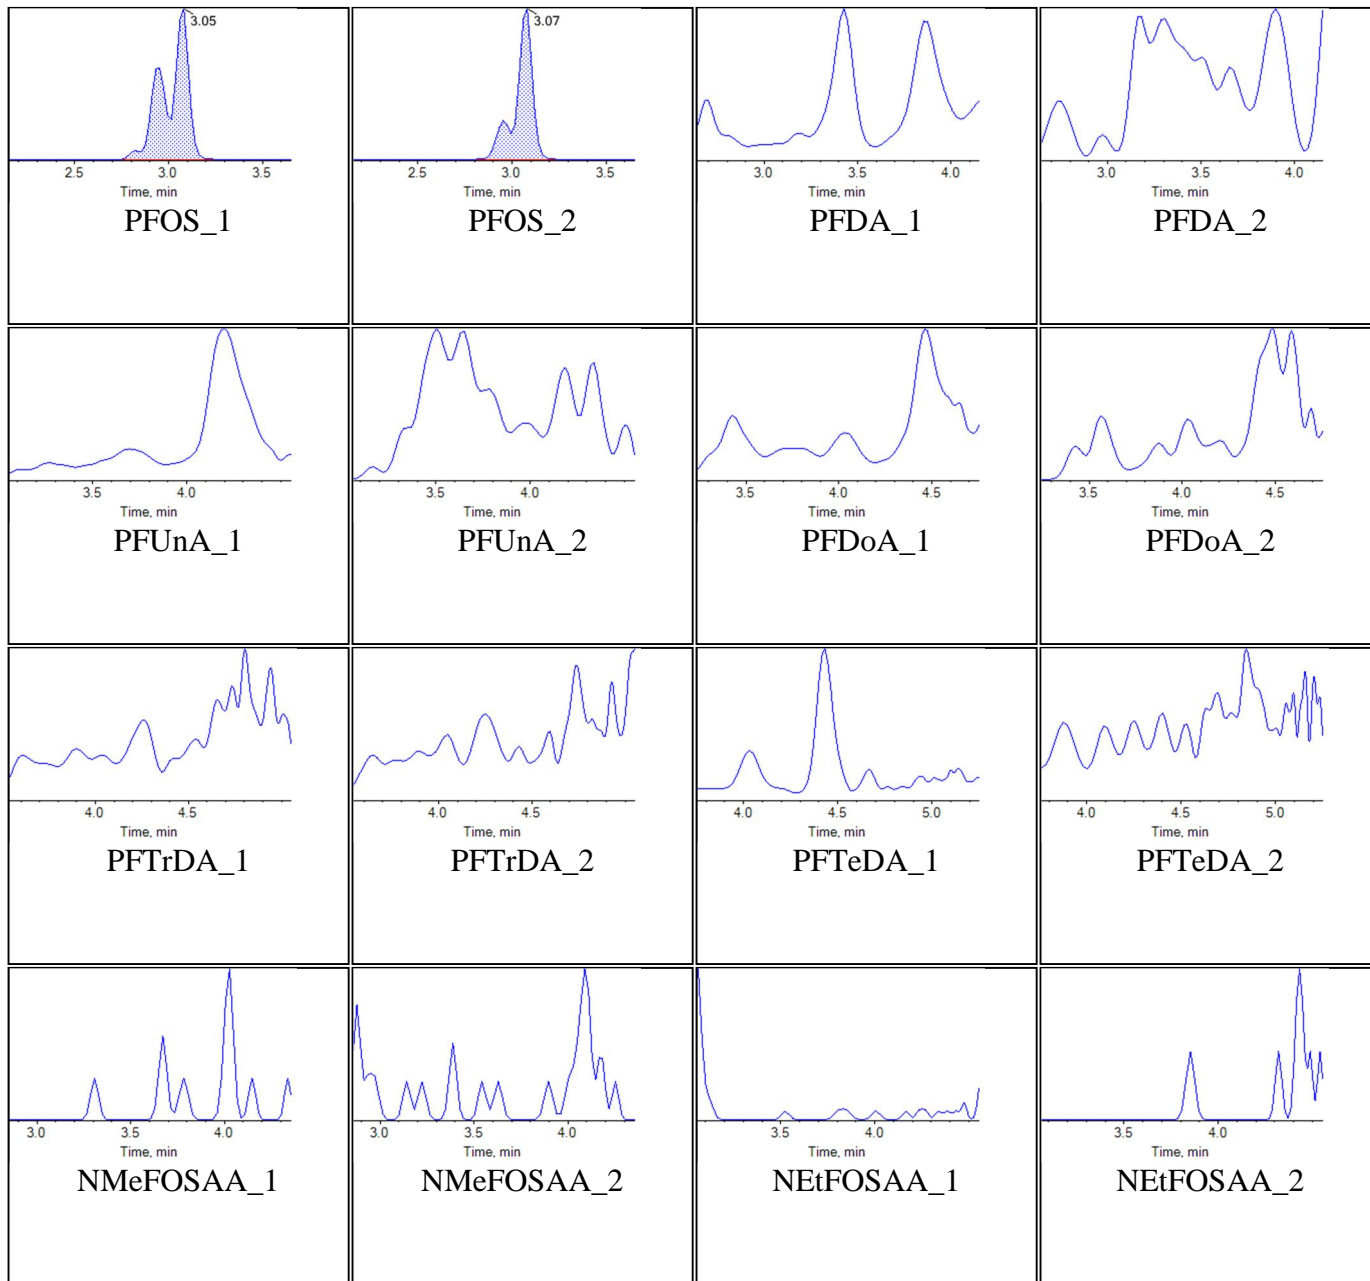 3.05
2.5 3.0 3.5
Time, min
PFOS_1
3.07
2.5 3.0 3.5
Time, min
PFOS_2
3.0 3.5 4.0
Time, min
PFDA_1
3.0 3.5 4.0
Time, min
PFDA_2
3.5 4.0
Time, min
PFUnA_1
3.5 4.0
Time, min
PFUnA_2
3.5 4.0 4.5
Time, min
PFDoA_1
3.5 4.0 4.5
Time, min
PFDoA_2
4.0 4.5
Time, min
PFTrDA_1
4.0 4.5
Time, min
PFTrDA_2
4.0 4.5 5.0
Time, min
PFTeDA_1
4.0 4.5 5.0
Time, min
PFTeDA_2
3.0 3.5 4.0
Time, min
NMeFOSAA_1
3.0 3.5 4.0
Time, min
NMeFOSAA_2
3.5 4.0
Time, min
NEtFOSAA_1
3.5 4.0
Time, min
NEtFOSAA_2